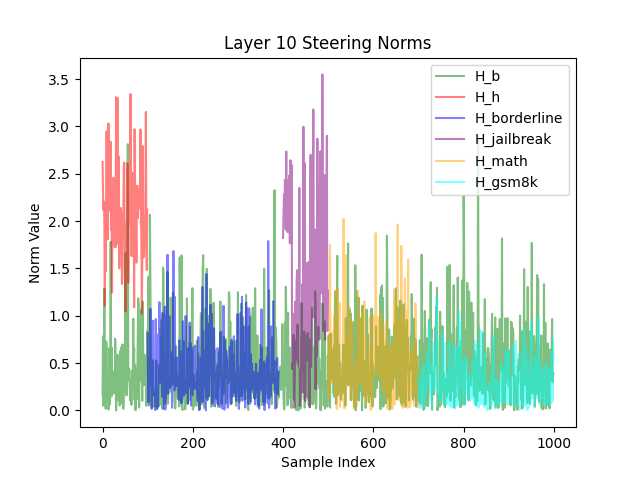 Layer 10 Steering Norms
Norm Value
3.5
3.0
2.5
2.0
1.5
1.0
0.5
0.0
H_b
H_h
H_borderline
H_jailbreak
H_math
H_gsm8k
0
200
400
600
800
1000
Sample Index